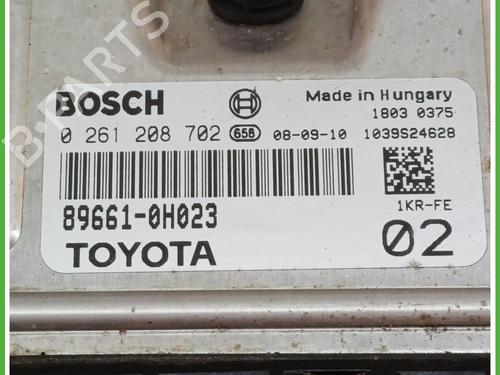 B-PARTS
BOSCH
Made in Hungary
1803 0375
0 261 208 702 658 08-09-10 1039S24628
89661-0H023
1KR-FE
TOYOTA
02